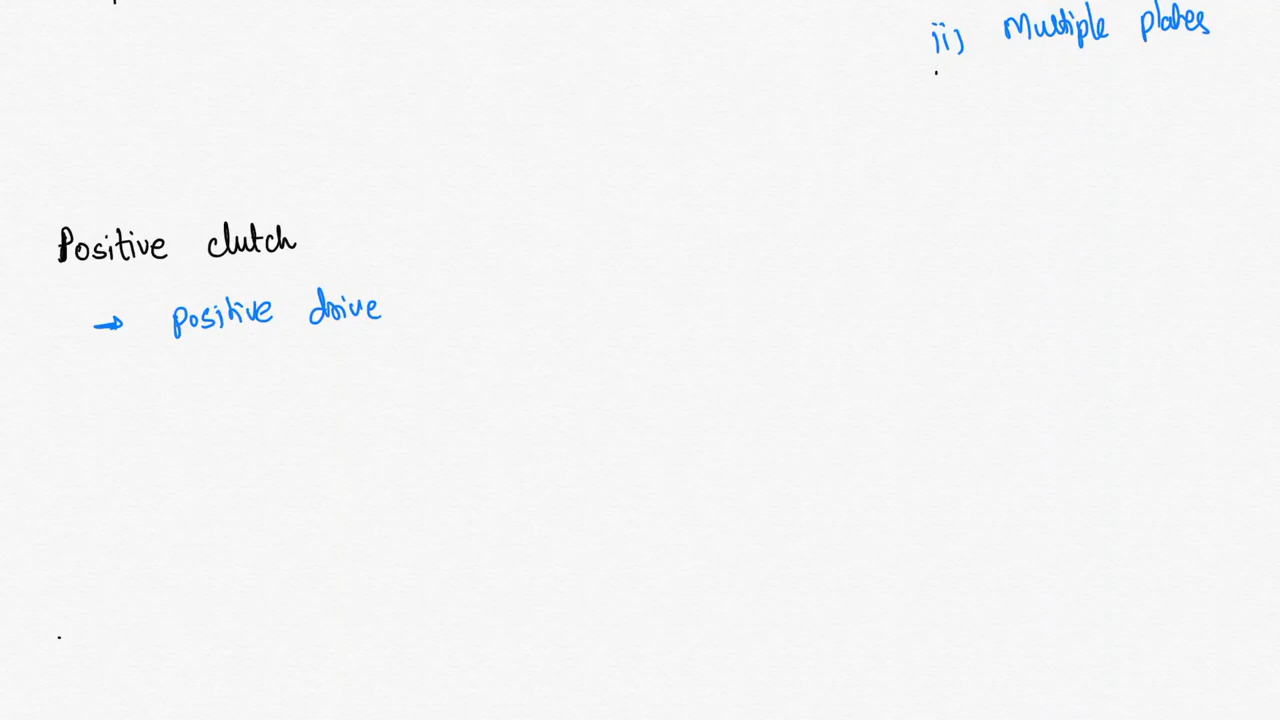 ii) Multiple plates
Positive clutch
→ positive drive